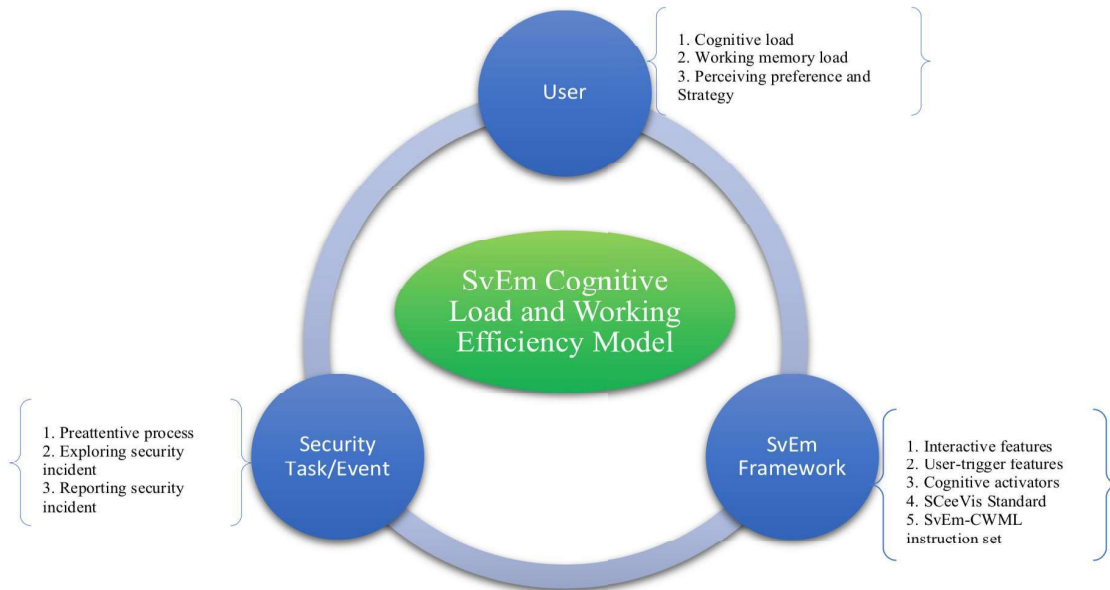 User
1. Cognitive load
2. Working memory load
3. Perceiving preference and
Strategy
SvEm Cognitive
Load and Working
Efficiency Model
Security
Task/Event
1. Preattentive process
2. Exploring security
incident
3. Reporting security
incident
SvEm
Framework
1. Interactive features
2. User-trigger features
3. Cognitive activators
4. SCeeVis Standard
5. SvEm-CWML
instruction set